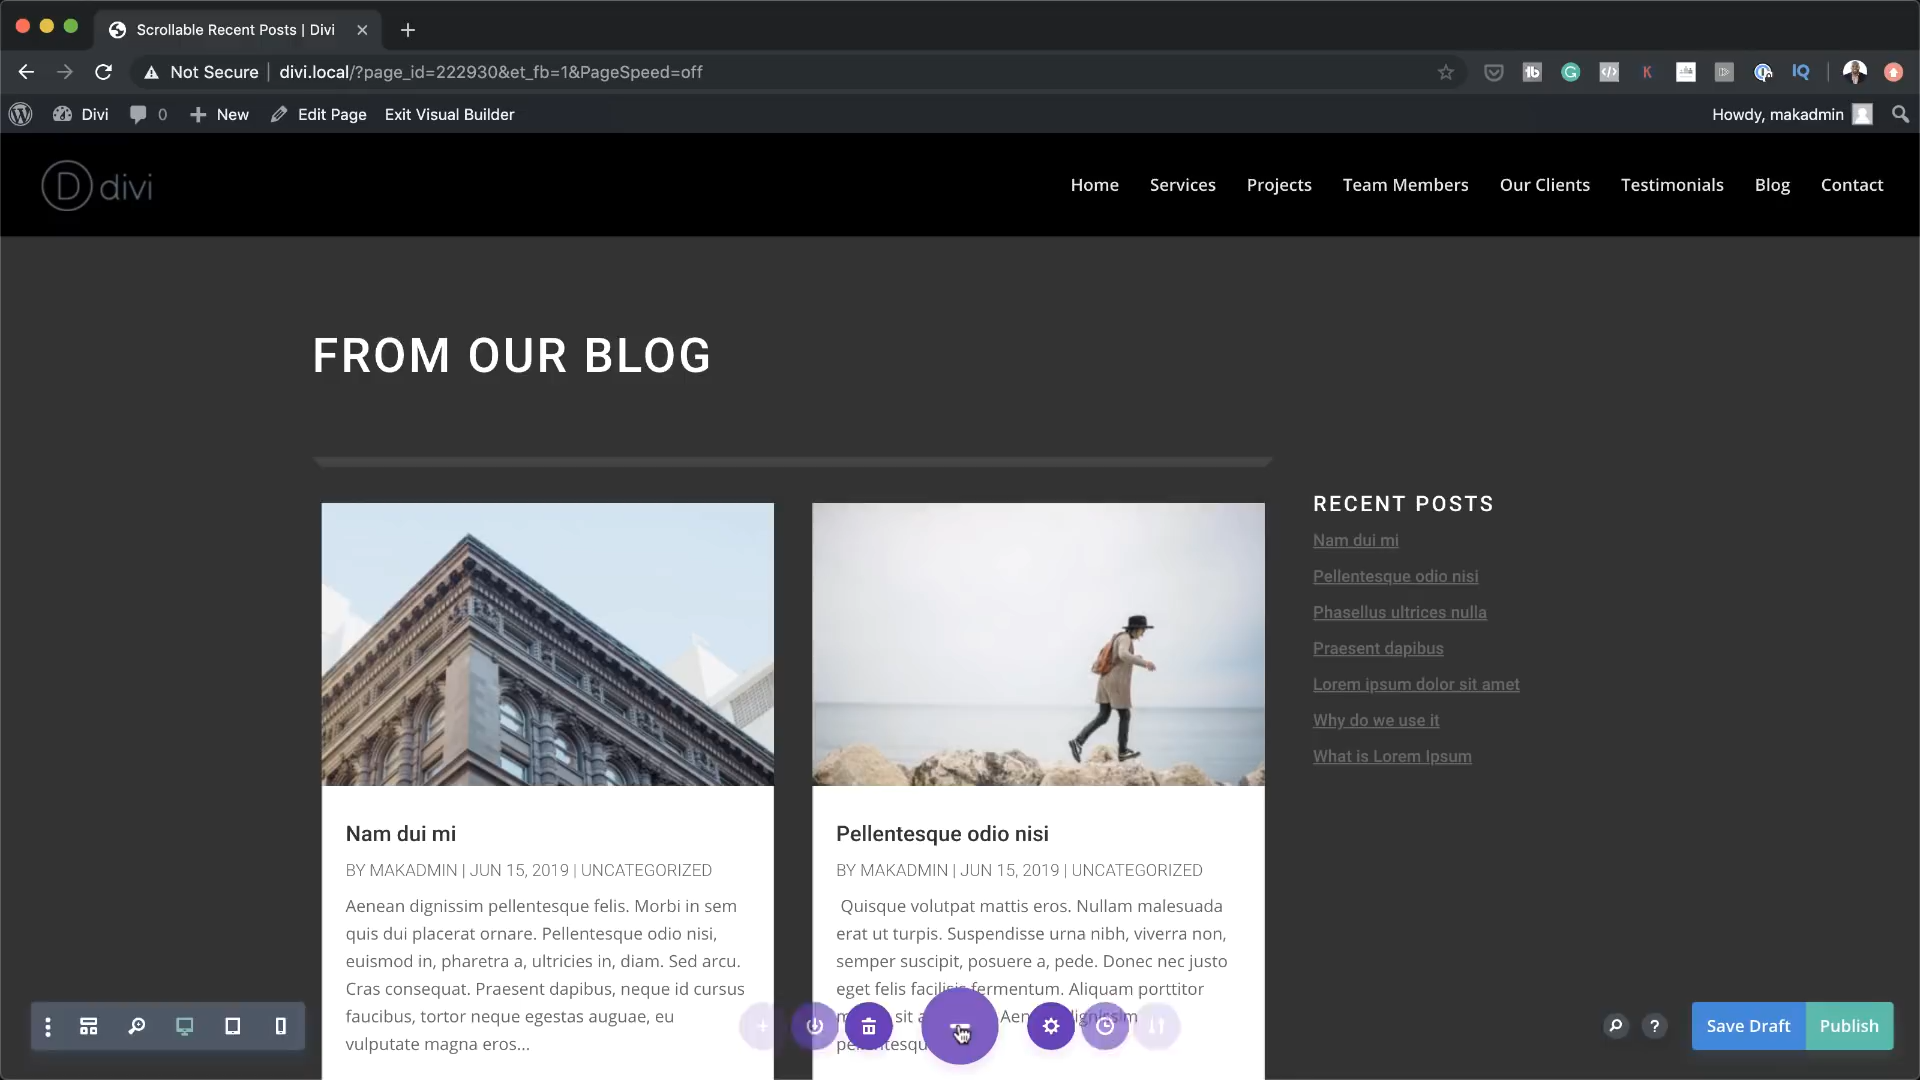 Scrollable Recent Posts | Divi
Not Secure | divi.local/?page_id=222930&et_fb=1&PageSpeed=off
Divi 0 New Edit Page Exit Visual Builder Howdy, makadmin
D divi
Home Services Projects Team Members Our Clients Testimonials Blog Contact
FROM OUR BLOG
RECENT POSTS
Nam dui mi
Pellentesque odio nisi
Phasellus ultrices nulla
Praesent dapibus
Lorem ipsum dolor sit amet
Why do we use it
What is Lorem Ipsum
Nam dui mi
BY MAKADMIN | JUN 15, 2019 | UNCATEGORIZED
Aenean dignissim pellentesque felis. Morbi in sem
quis dui placerat ornare. Pellentesque odio nisi,
euismod in, pharetra a, ultricies in, diam. Sed arcu.
Cras consequat. Praesent dapibus, neque id cursus
faucibus, tortor neque egestas auguae, eu
vulputate magna eros...
Pellentesque odio nisi
BY MAKADMIN | JUN 15, 2019 | UNCATEGORIZED
Quisque volutpat mattis eros. Nullam malesuada
erat ut turpis. Suspendisse urna nibh, viverra non,
semper suscipit, posuere a, pede. Donec nec justo
eget felis facilisis fermentum. Aliquam porttitor
sit
Save Draft Publish